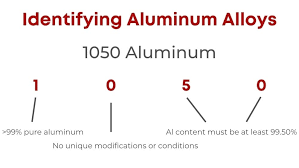 Identifying Aluminum Alloys
1050 Aluminum
1 0 5 0
>99% pure aluminum
Al content must be at least 99.50%
No unique modifications or conditions